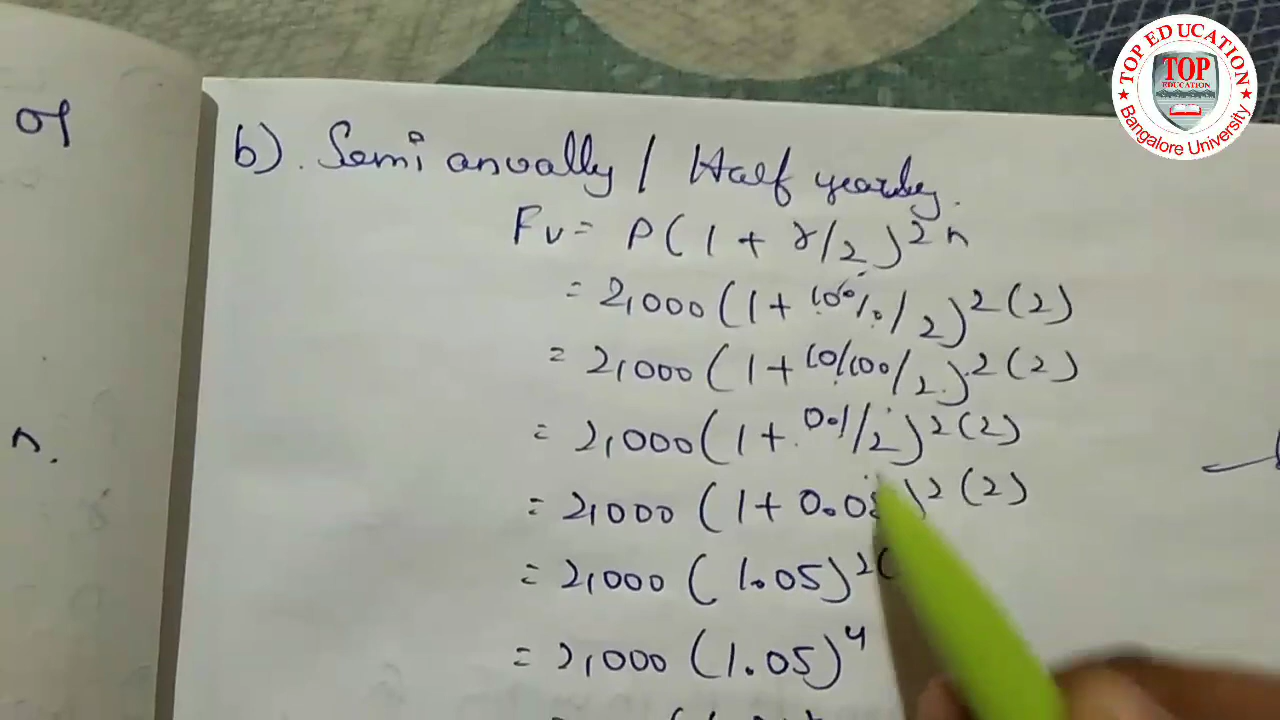 TOP EDUCATION
TOP
EDUCATION
Bangalore University
of
n.
b). Semi anually / Half yearly.
Fv = P(1 + r/2)^2n
= 2,000 (1 + 10%/2)^2(2)
= 2,000 (1 + 10/100/2)^2(2)
= 2,000 (1 + 0.1/2)^2(2)
= 2,000 (1 + 0.05)^2(2)
= 2,000 (1.05)^2(
= 2,000 (1.05)^4